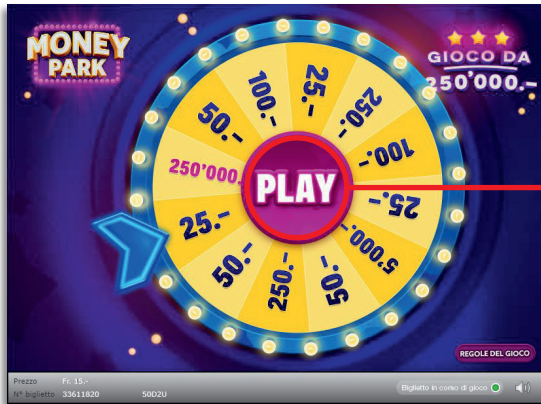 MONEY
PARK
GIOCO DA
250'000.–
25.–
250.–
100.–
25.–
5'000.–
50.–
250.–
50.–
25.–
250'000.–
50.–
100.–
PLAY
REGOLE DEL GIOCO
Prezzo Fr. 15.-
N° biglietto 33611820 50D2U
Biglietto in corso di gioco